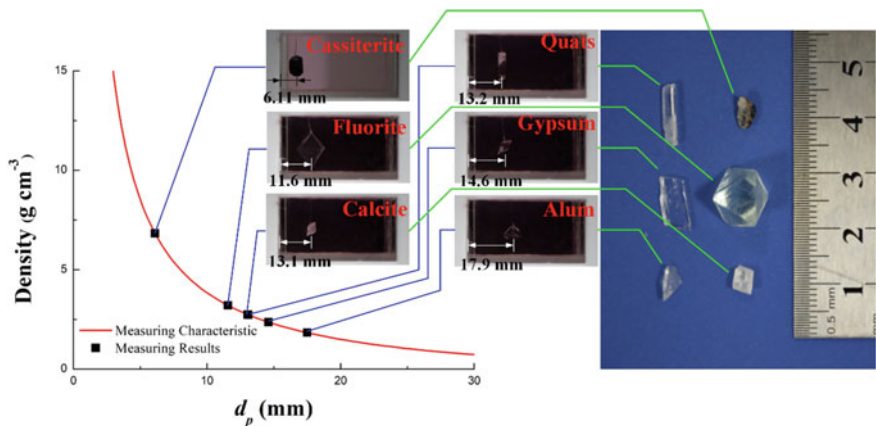 15
10
5
0
Density (g cm⁻³)
0
10
20
30
dₚ (mm)
Measuring Characteristic
Measuring Results
Cassiterite
6.11 mm
Quats
13.2 mm
Fluorite
11.6 mm
Gypsum
14.6 mm
Calcite
13.1 mm
Alum
17.9 mm
5
4
3
2
1
0.5 mm